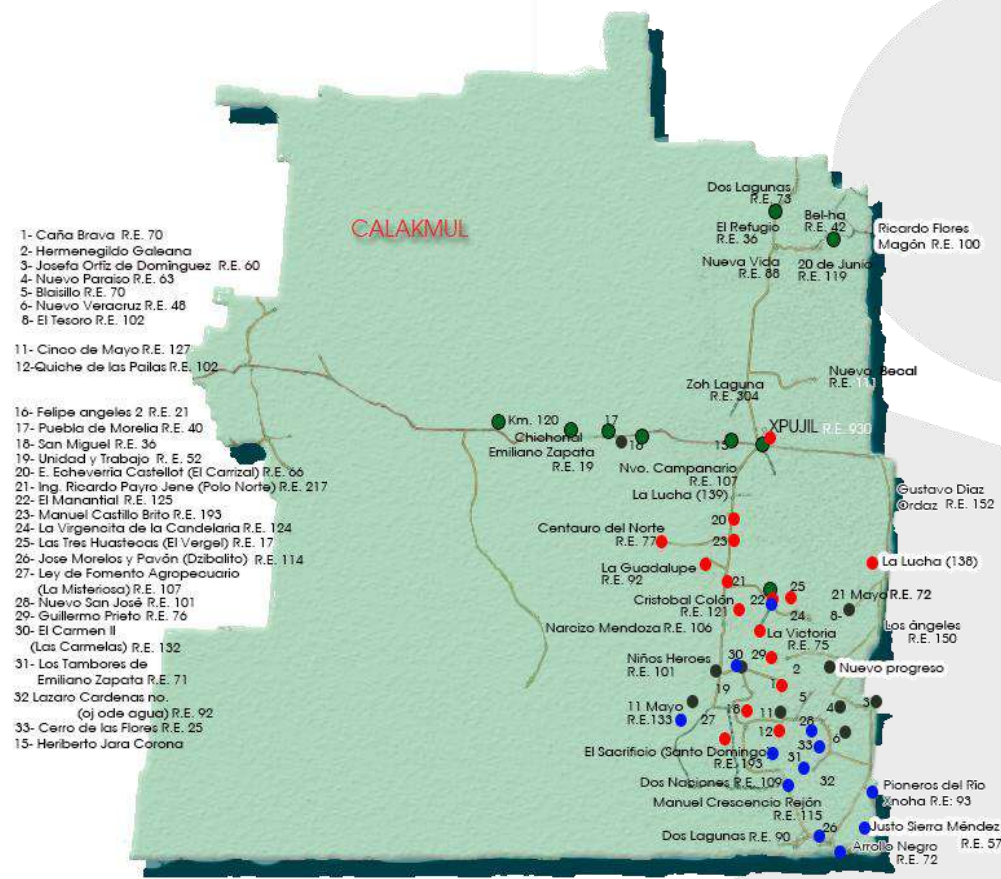 CALAKMUL
1- Caña Brava R.E. 70
2- Hermenegildo Galeana
3- Josefa Ortíz de Domínguez R.E. 60
4- Nuevo Paraiso R.E. 63
5- Blaisillo R.E. 70
6- Nuevo Veracruz R.E. 48
8- El Tesoro R.E. 102
11- Cinco de Mayo R.E. 127
12-Quiche de las Pailas R.E. 102
16- Felipe angeles 2 R.E. 21
17- Puebla de Morelia R.E. 40
18- San Miguel R.E. 36
19- Unidad y Trabajo R.E. 52
20- E. Echeverría Castellot (El Carrizal) R.E. 66
21- Ing. Ricardo Payro Jene (Polo Norte) R.E. 217
22- El Manantial R.E. 125
23- Manuel Castillo Brito R.E. 193
24- La Virgencita de la Candelaria R.E. 124
25- Las Tres Huastecas (El Vergel) R.E. 17
26- Jose Morelos y Pavón (Dzibalito) R.E. 114
27- Ley de Fomento Agropecuario
(La Misteriosa) R.E. 107
28- Nuevo San José R.E. 101
29- Guillermo Prieto R.E. 76
30- El Carmen II
(Las Carmelas) R.E. 132
31- Los Tambores de
Emiliano Zapata R.E. 71
32 Lazaro Cardenas no.
(oj ode agua) R.E. 92
33- Cerro de las Flores R.E. 25
15- Heriberto Jara Corona
Dos Lagunas
R.E. 73
El Refugio
R.E. 36
Bel-ha
R.E. 42
Ricardo Flores
Magón R.E. 100
Nueva Vida
R.E. 88
20 de Junio
R.E. 119
Zoh Laguna
R.E. 304
Nuevo Becal
R.E. 111
Km. 120
17
Chichonal
16
Emiliano Zapata
R.E. 19
15
XPUJIL R.E. 930
Nvo. Campanario
R.E. 107
La Lucha (139)
Gustavo Diaz
Ordaz R.E. 152
20
Centauro del Norte
R.E. 77
23
La Guadalupe
R.E. 92
La Lucha (138)
21
25
22
24
21 Mayo R.E. 72
8-
Cristobal Colón
R.E. 121
Narcizo Mendoza R.E. 106
La Victoria
R.E. 75
Los ángeles
R.E. 150
Niños Heroes
R.E. 101
30
29
2
Nuevo progreso
19
1
5
11 Mayo
R.E.133
27
18
11
4
3
12
28
6
33
El Sacrificio (Santo Domingo)
R.E. 193
31
32
Dos Naciones R.E. 109
Manuel Crescencio Rejón
R.E. 115
Pioneros del Río
Xnoha R.E: 93
Dos Lagunas R.E. 90
26
Justo Sierra Méndez
R.E. 57
Arrollo Negro
R.E. 72